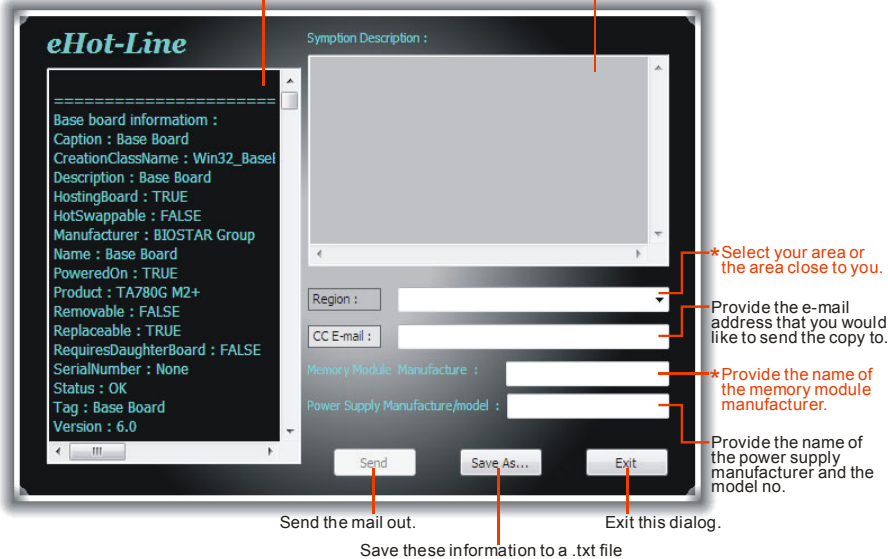 eHot-Line
======================
Base board informatiom :
Caption : Base Board
CreationClassName : Win32_Basel
Description : Base Board
HostingBoard : TRUE
HotSwappable : FALSE
Manufacturer : BIOSTAR Group
Name : Base Board
PoweredOn : TRUE
Product : TA780G M2+
Removable : FALSE
Replaceable : TRUE
RequiresDaughterBoard : FALSE
SerialNumber : None
Status : OK
Tag : Base Board
Version : 6.0
Symption Description :
Region :
CC E-mail :
Memory Module Manufacture :
Power Supply Manufacture/model :
Send
Save As...
Exit
*Select your area or
the area close to you.
Provide the e-mail
address that you would
like to send the copy to.
*Provide the name of
the memory module
manufacturer.
Provide the name of
the power supply
manufacturer and the
model no.
Send the mail out.
Exit this dialog.
Save these information to a .txt file